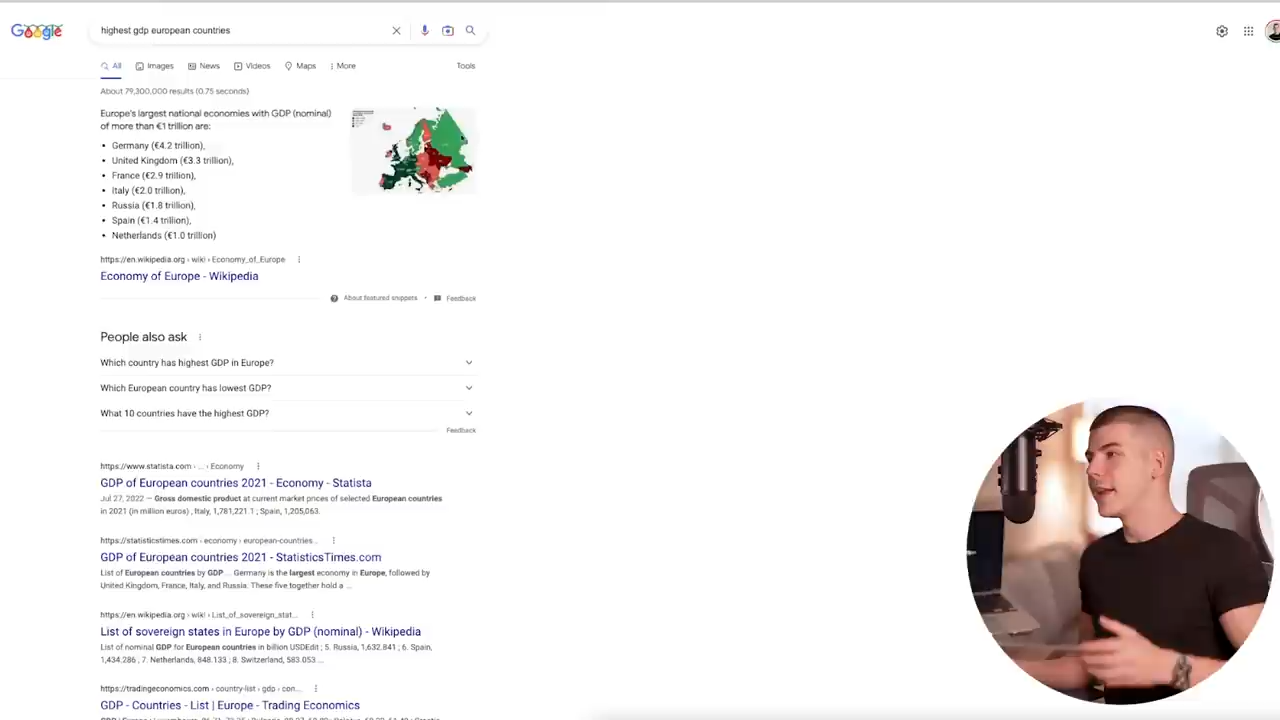 Google
highest gdp european countries
All
Images
News
Videos
Maps
More
Tools
About 79,300,000 results (0.75 seconds)
Europe's largest national economies with GDP (nominal)
of more than €1 trillion are:
• Germany (€4.2 trillion),
• United Kingdom (€3.3 trillion),
• France (€2.9 trillion),
• Italy (€2.0 trillion),
• Russia (€1.8 trillion),
• Spain (€1.4 trillion),
• Netherlands (€1.0 trillion)
https://en.wikipedia.org › wiki › Economy_of_Europe
Economy of Europe - Wikipedia
About featured snippets • Feedback
People also ask
Which country has highest GDP in Europe?
Which European country has lowest GDP?
What 10 countries have the highest GDP?
Feedback
https://www.statista.com › ... › Economy
GDP of European countries 2021 - Economy - Statista
Jul 27, 2022 — Gross domestic product at current market prices of selected European countries
in 2021 (in million euros) ; Italy, 1,781,221.1 ; Spain, 1,205,063.
https://statisticstimes.com › economy › european-countries...
GDP of European countries 2021 - StatisticsTimes.com
List of European countries by GDP ... Germany is the largest economy in Europe, followed by
United Kingdom, France, Italy, and Russia. These five together hold a ...
https://en.wikipedia.org › wiki › List_of_sovereign_stat...
List of sovereign states in Europe by GDP (nominal) - Wikipedia
List of nominal GDP for European countries in billion USDEdit ; 5. Russia, 1,632,841 ; 6. Spain,
1,434.286 , 7. Netherlands, 848.133 ; 8. Switzerland, 583.053 ...
https://tradingeconomics.com › country-list › gdp › con...
GDP - Countries - List | Europe - Trading Economics